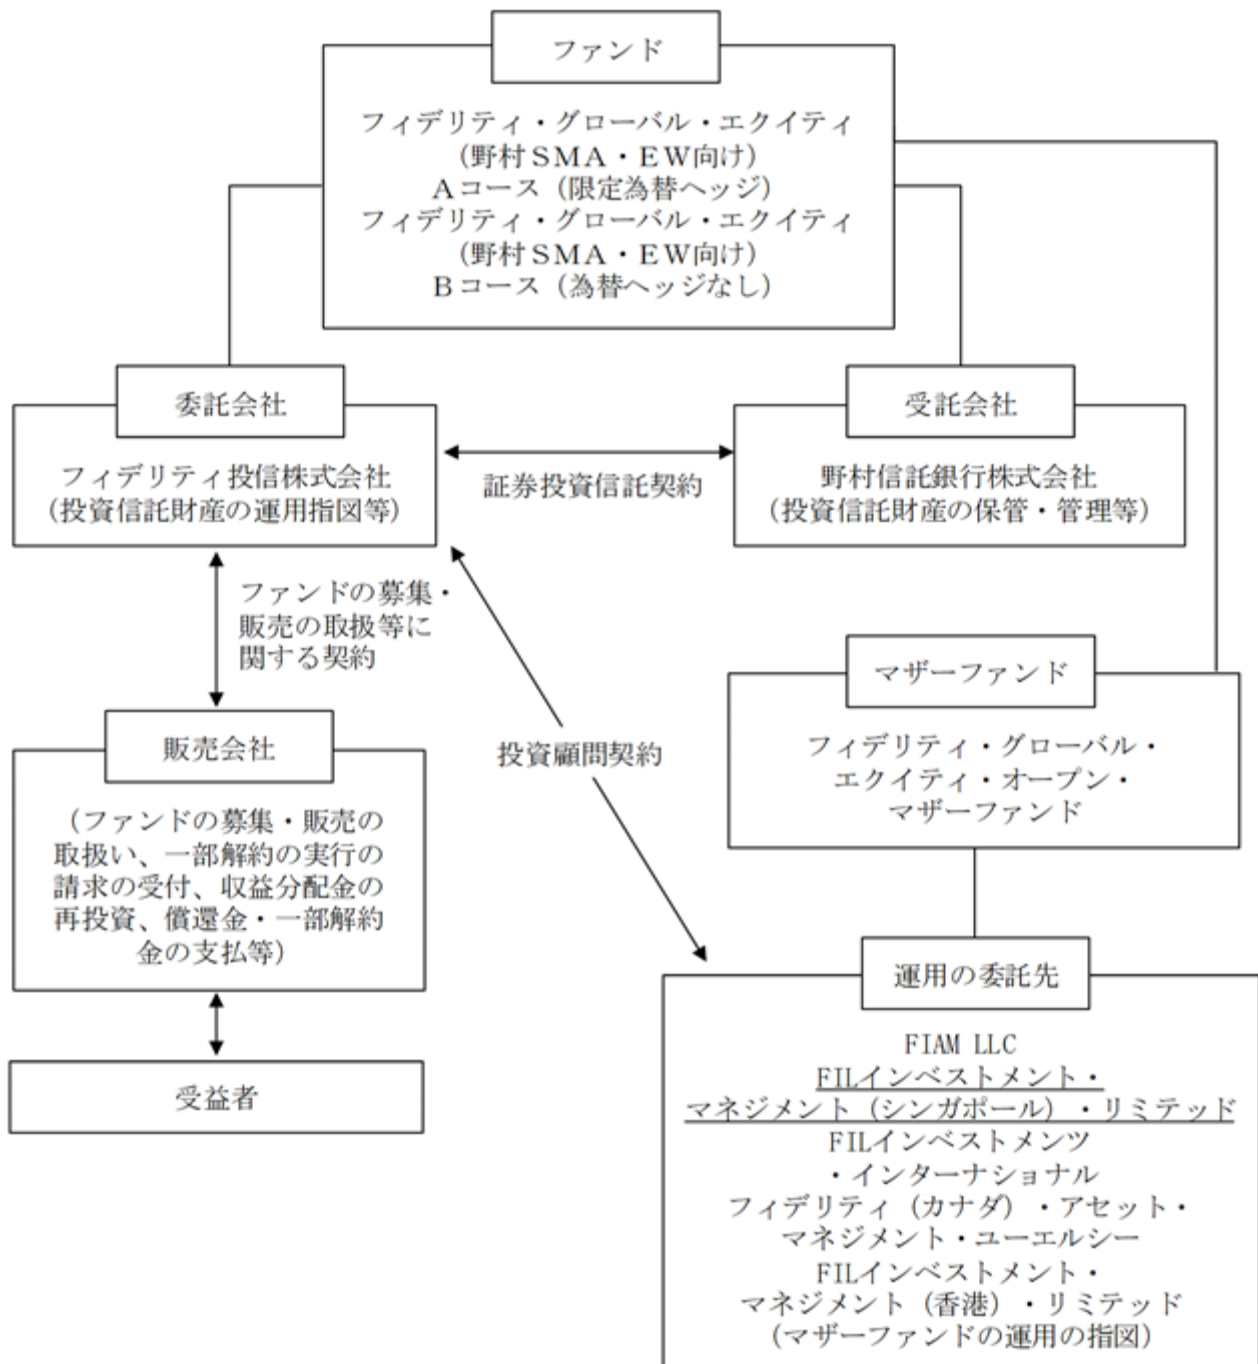 ファンド
フィデリティ・グローバル・エクイティ
（野村ＳＭＡ・ＥＷ向け）
Ａコース（限定為替ヘッジ）
フィデリティ・グローバル・エクイティ
（野村ＳＭＡ・ＥＷ向け）
Ｂコース（為替ヘッジなし）
委託会社
フィデリティ投信株式会社
（投資信託財産の運用指図等）
証券投資信託契約
受託会社
野村信託銀行株式会社
（投資信託財産の保管・管理等）
ファンドの募集・
販売の取扱等に
関する契約
マザーファンド
フィデリティ・グローバル・
エクイティ・オープン・
マザーファンド
投資顧問契約
販売会社
（ファンドの募集・販売の
取扱い、一部解約の実行の
請求の受付、収益分配金の
再投資、償還金・一部解約
金の支払等）
受益者
運用の委託先
FIAM LLC
FILインベストメント・
マネジメント（シンガポール）・リミテッド
FILインベストメンツ
・インターナショナル
フィデリティ（カナダ）・アセット・
マネジメント・ユーエルシー
FILインベストメント・
マネジメント（香港）・リミテッド
（マザーファンドの運用の指図）